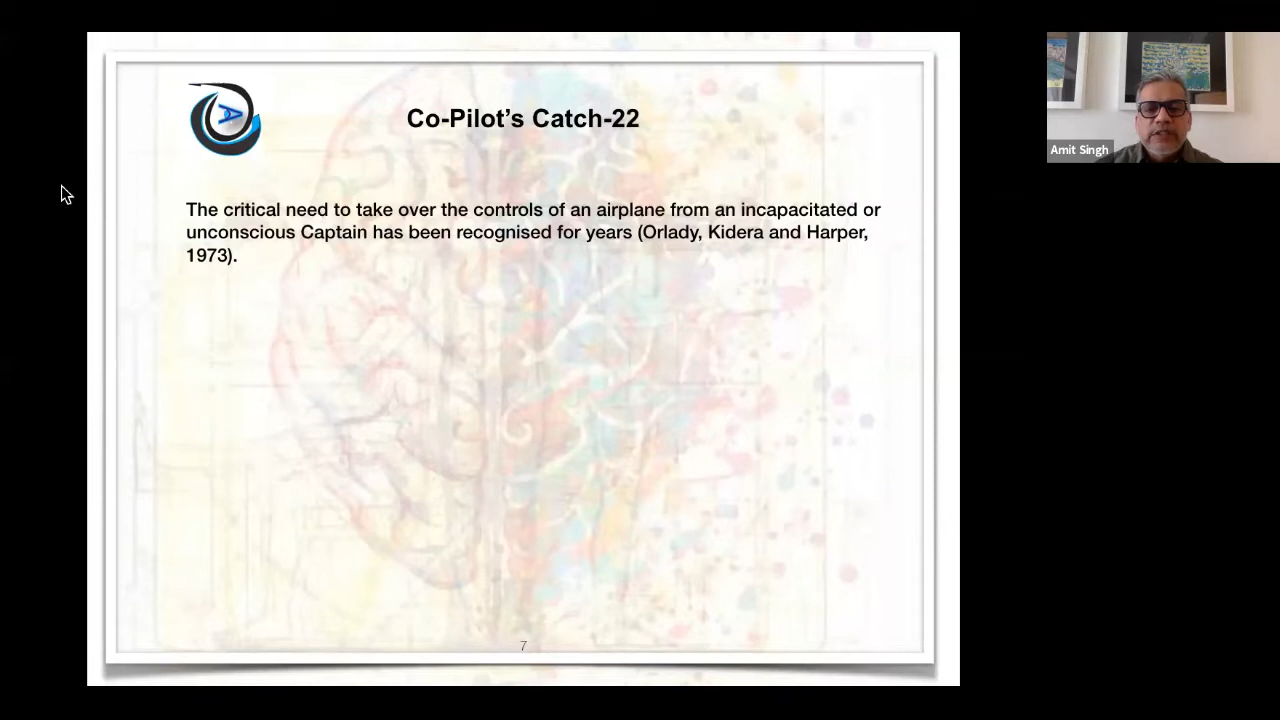 Co-Pilot's Catch-22
The critical need to take over the controls of an airplane from an incapacitated or
unconscious Captain has been recognised for years (Orlady, Kidera and Harper,
1973).
7
Amit Singh